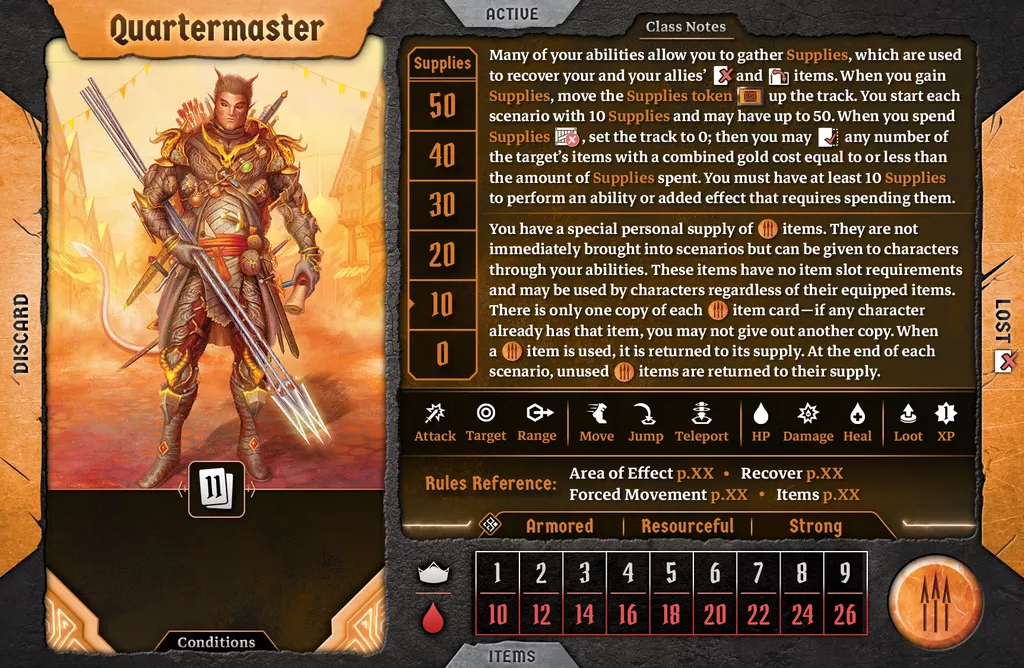 Quartermaster
ACTIVE
Class Notes
Supplies
50
40
30
20
10
0
Many of your abilities allow you to gather Supplies, which are used
to recover your and your allies’ and items. When you gain
Supplies, move the Supplies token up the track. You start each
scenario with 10 Supplies and may have up to 50. When you spend
Supplies , set the track to 0; then you may any number of
the target’s items with a combined gold cost equal to or less than
the amount of Supplies spent. You must have at least 10 Supplies
to perform an ability or added effect that requires spending them.
You have a special personal supply of items. They are not
immediately brought into scenarios but can be given to characters
through your abilities. These items have no item slot requirements
and may be used by characters regardless of their equipped items.
There is only one copy of each item card—if any character
already has that item, you may not give out another copy. When
a item is used, it is returned to its supply. At the end of each
scenario, unused items are returned to their supply.
Attack Target Range Move Jump Teleport HP Damage Heal Loot XP
Rules Reference:
Area of Effect p.XX • Recover p.XX
Forced Movement p.XX • Items p.XX
Armored | Resourceful | Strong
DISCARD
LOST
11
Conditions
1 2 3 4 5 6 7 8 9
10 12 14 16 18 20 22 24 26
ITEMS